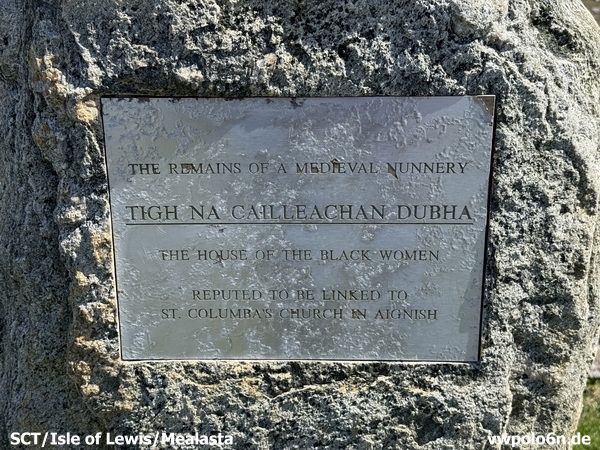 THE REMAINS OF A MEDIEVAL NUNNERY
TIGH NA CAILLEACHAN DUBHA
THE HOUSE OF THE BLACK WOMEN
REPUTED TO BE LINKED TO
ST. COLUMBA'S CHURCH IN AIGNISH
SCT/Isle of Lewis/Mealasta
wwpolo6n.de